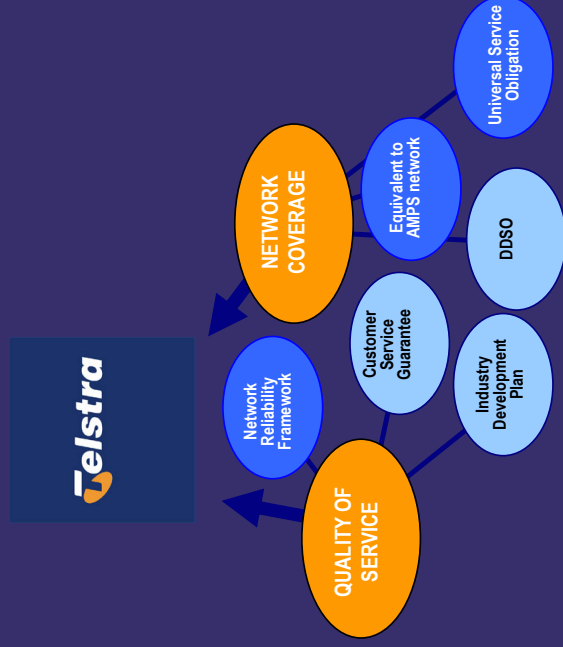 Telstra
QUALITY OF
SERVICE
Network
Reliability
Framework
Customer
Service
Guarantee
Industry
Development
Plan
NETWORK
COVERAGE
DDSO
Equivalent to
AMPS network
Universal Service
Obligation